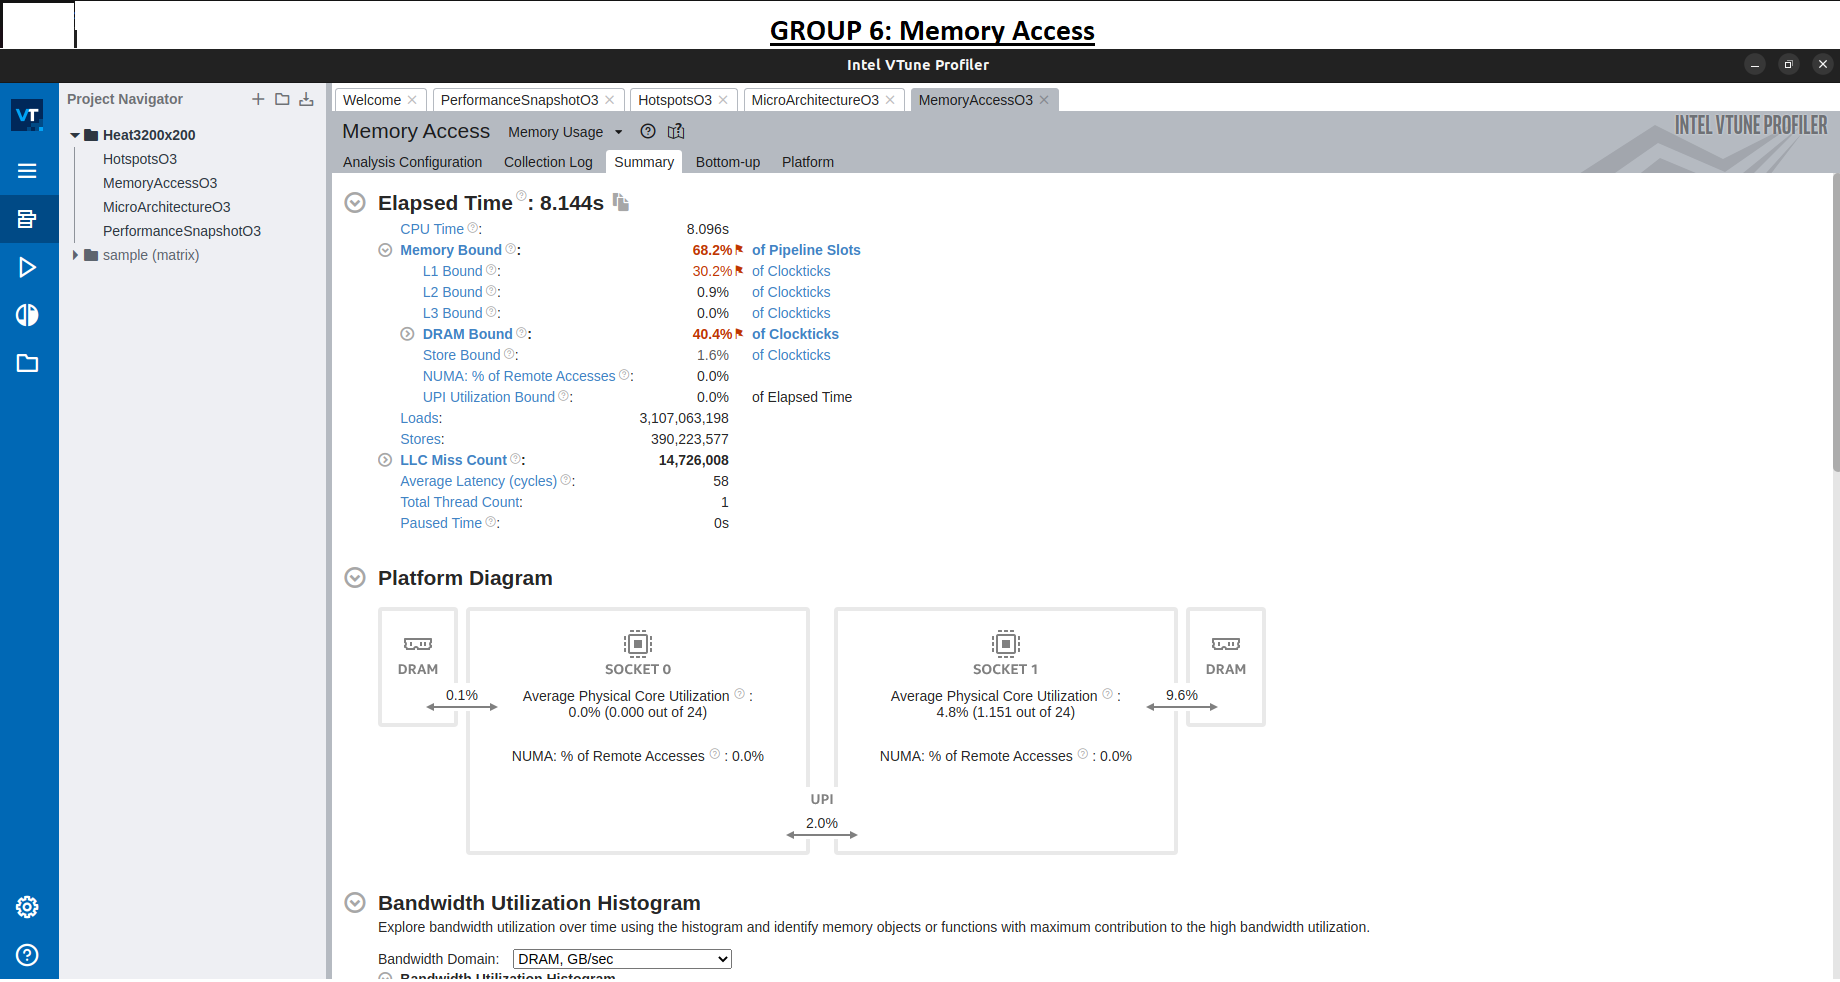 GROUP 6: Memory Access
Intel VTune Profiler
VT
Project Navigator
Heat3200x200
HotspotsO3
MemoryAccessO3
MicroArchitectureO3
PerformanceSnapshotO3
sample (matrix)
Welcome PerformanceSnapshotO3 HotspotsO3 MicroArchitectureO3 MemoryAccessO3
Memory Access Memory Usage
INTEL VTUNE PROFILER
Analysis Configuration Collection Log Summary Bottom-up Platform
Elapsed Time: 8.144s
CPU Time: 8.096s
Memory Bound: 68.2% of Pipeline Slots
L1 Bound: 30.2% of Clockticks
L2 Bound: 0.9% of Clockticks
L3 Bound: 0.0% of Clockticks
DRAM Bound: 40.4% of Clockticks
Store Bound: 1.6% of Clockticks
NUMA: % of Remote Accesses: 0.0%
UPI Utilization Bound: 0.0% of Elapsed Time
Loads: 3,107,063,198
Stores: 390,223,577
LLC Miss Count: 14,726,008
Average Latency (cycles): 58
Total Thread Count: 1
Paused Time: 0s
Platform Diagram
DRAM SOCKET 0 SOCKET 1 DRAM
0.1% Average Physical Core Utilization : Average Physical Core Utilization : 9.6%
0.0% (0.000 out of 24) 4.8% (1.151 out of 24)
NUMA: % of Remote Accesses : 0.0% NUMA: % of Remote Accesses : 0.0%
UPI
2.0%
Bandwidth Utilization Histogram
Explore bandwidth utilization over time using the histogram and identify memory objects or functions with maximum contribution to the high bandwidth utilization.
Bandwidth Domain: DRAM, GB/sec
Bandwidth Utilization Histogram